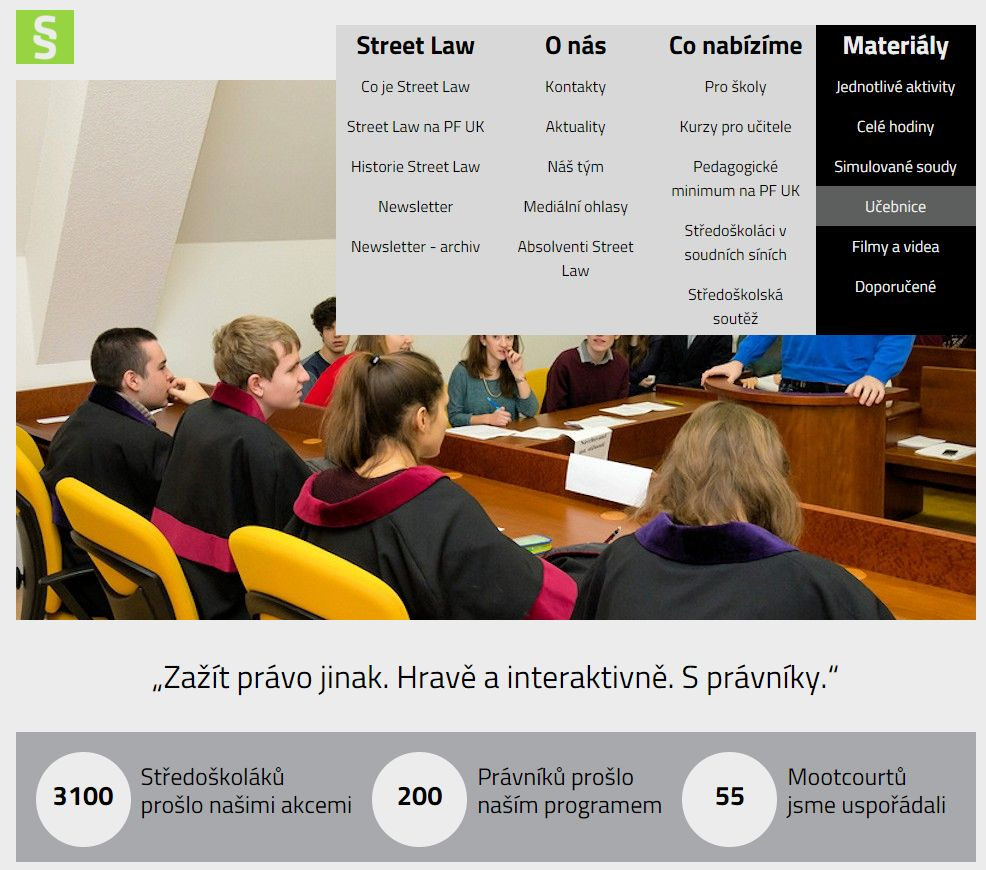 §
Street Law
Co je Street Law
Street Law na PF UK
Historie Street Law
Newsletter
Newsletter - archiv
O nás
Kontakty
Aktuality
Náš tým
Mediální ohlasy
Absolventi Street
Law
Co nabízíme
Pro školy
Kurzy pro učitele
Pedagogické
minimum na PF UK
Středoškoláci v
soudních síních
Středoškolská
soutěž
Materiály
Jednotlivé aktivity
Celé hodiny
Simulované soudy
Učebnice
Filmy a videa
Doporučené
„Zažít právo jinak. Hravě a interaktivně. S právníky.“
3100
Středoškoláků
prošlo našimi akcemi
200
Právníků prošlo
naším programem
55
Mootcourtů
jsme uspořádali